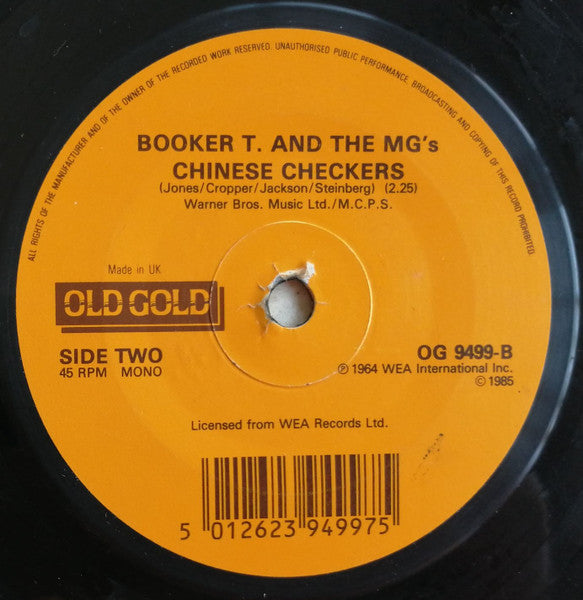 ALL RIGHTS OF THE MANUFACTURER AND OF THE OWNER OF THE RECORDED WORK RESERVED. UNAUTHORISED PUBLIC PERFORMANCE, BROADCASTING AND COPYING OF THIS RECORD PROHIBITED
BOOKER T. AND THE MG's
CHINESE CHECKERS
(Jones/Cropper/Jackson/Steinberg) (2.25)
Warner Bros. Music Ltd./M.C.P.S.
Made in UK
OLD GOLD
SIDE TWO
45 RPM MONO
OG 9499-B
℗ 1964 WEA International Inc.
© 1985
Licensed from WEA Records Ltd.
5 012623 949975